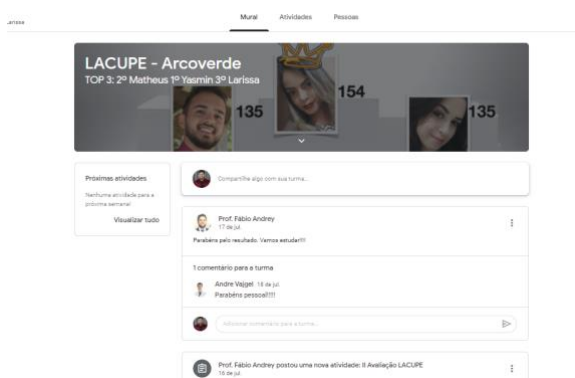 Larissa
Mural Atividades Pessoas
LACUPE - Arcoverde
TOP 3: 2º Matheus 1º Yasmin 3º Larissa
135
154
135
Próximas atividades
Nenhuma atividade para a
próxima semana!
Visualizar tudo
Compartilhe algo com sua turma...
Prof. Fábio Andrey
17 de jul.
Parabéns pelo resultado. Vamos estudar!!!!
1 comentário para a turma
Andre Vajgel 18 de jul.
Parabéns pessoal!!!!!
Adicionar comentário para a turma...
Prof. Fábio Andrey postou uma nova atividade: II Avaliação LACUPE
16 de jul.